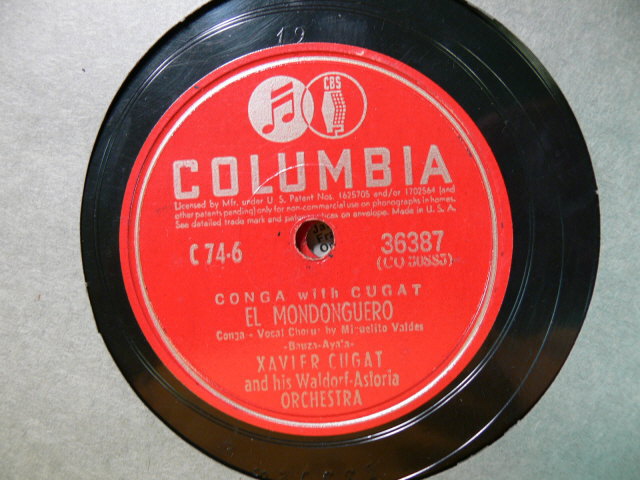 19
CBS
COLUMBIA
Licensed by Mfr. under U. S. Patent Nos. 1625705 and/or 1702564 (and
other patents pending) only for non-commercial use on phonographs in homes.
See detailed trade mark and patent notices on envelope. Made in U. S. A.
C 74-6
36387
(CO 30883)
CONGA with CUGAT
EL MONDONGUERO
Conga - Vocal Chorus by Miguelito Valdes
-Bauza-Ayala-
XAVIER CUGAT
and his Waldorf-Astoria
ORCHESTRA